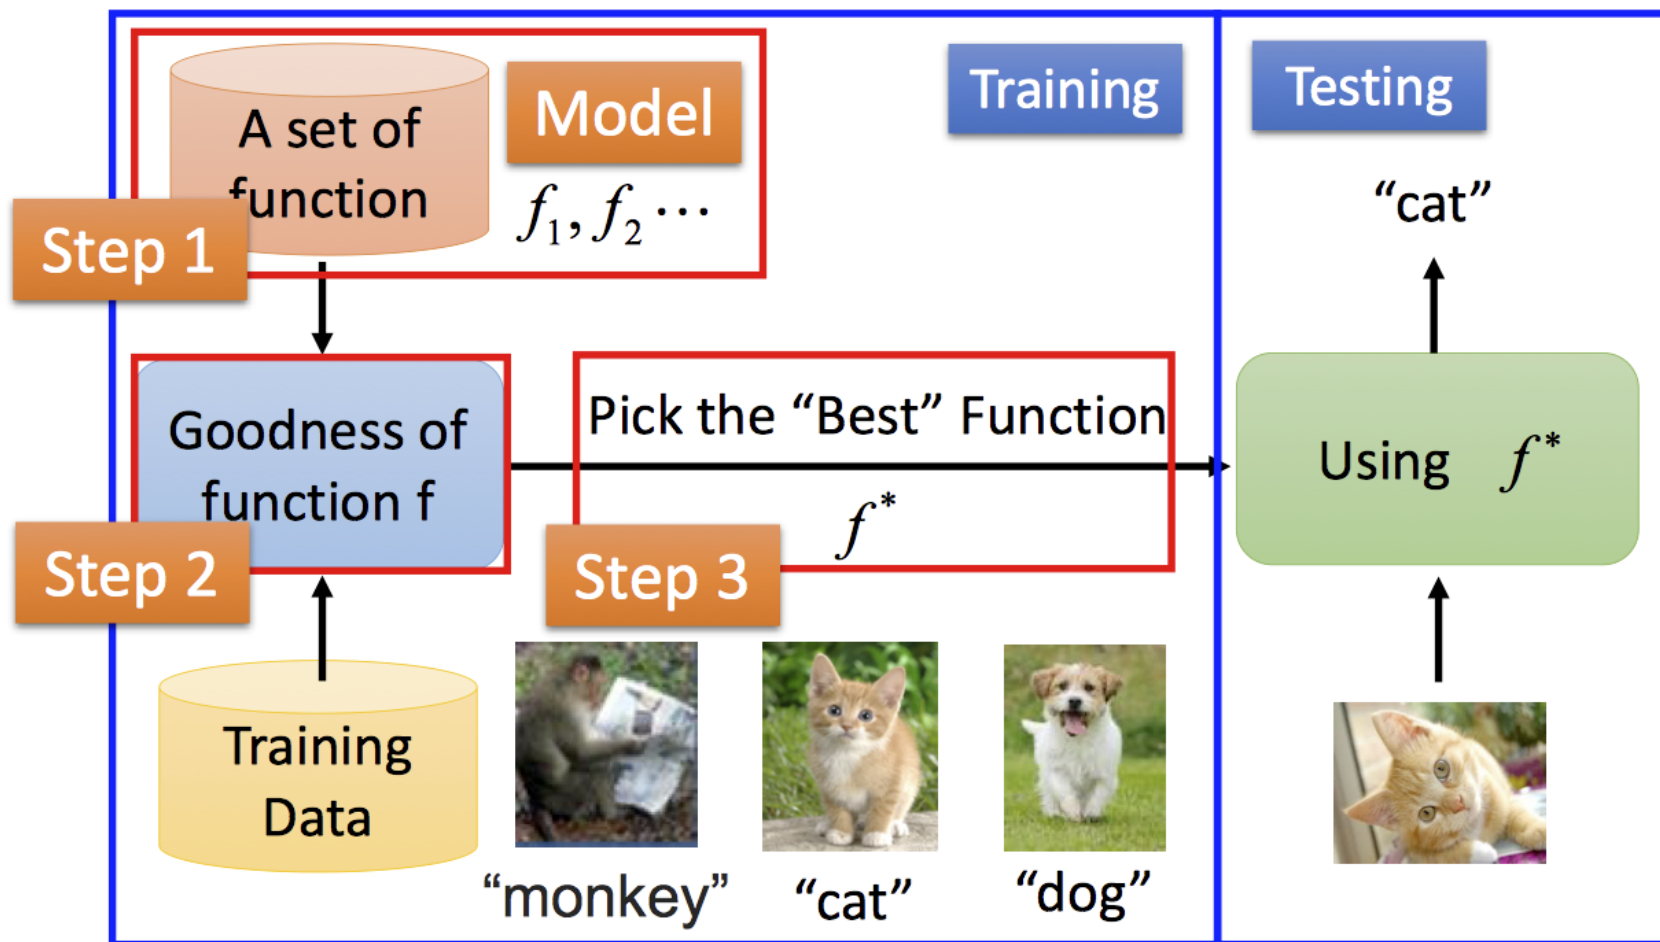 A set of
function
Model
f₁, f₂ ⋯
Step 1
Training
Testing
“cat”
Goodness of
function f
Step 2
Pick the “Best” Function
f*
Step 3
Using f*
Training
Data
“monkey”
“cat”
“dog”